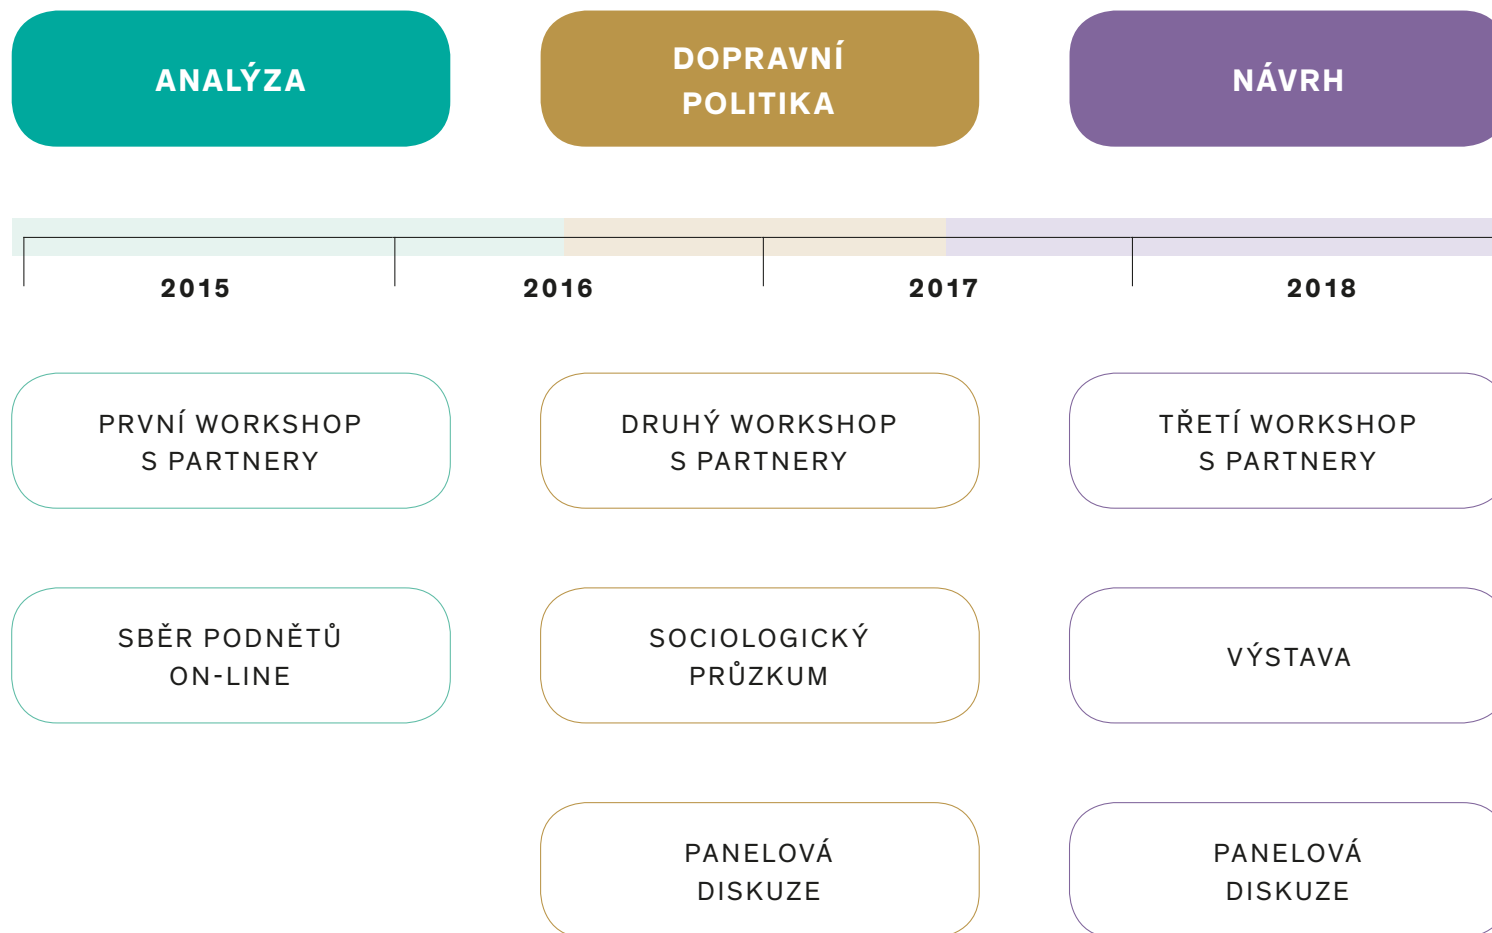 ANALÝZA
DOPRAVNÍ
POLITIKA
NÁVRH
2015
2016
2017
2018
PRVNÍ WORKSHOP
S PARTNERY
DRUHÝ WORKSHOP
S PARTNERY
TŘETÍ WORKSHOP
S PARTNERY
SBĚR PODNĚTŮ
ON-LINE
SOCIOLOGICKÝ
PRŮZKUM
VÝSTAVA
PANELOVÁ
DISKUZE
PANELOVÁ
DISKUZE